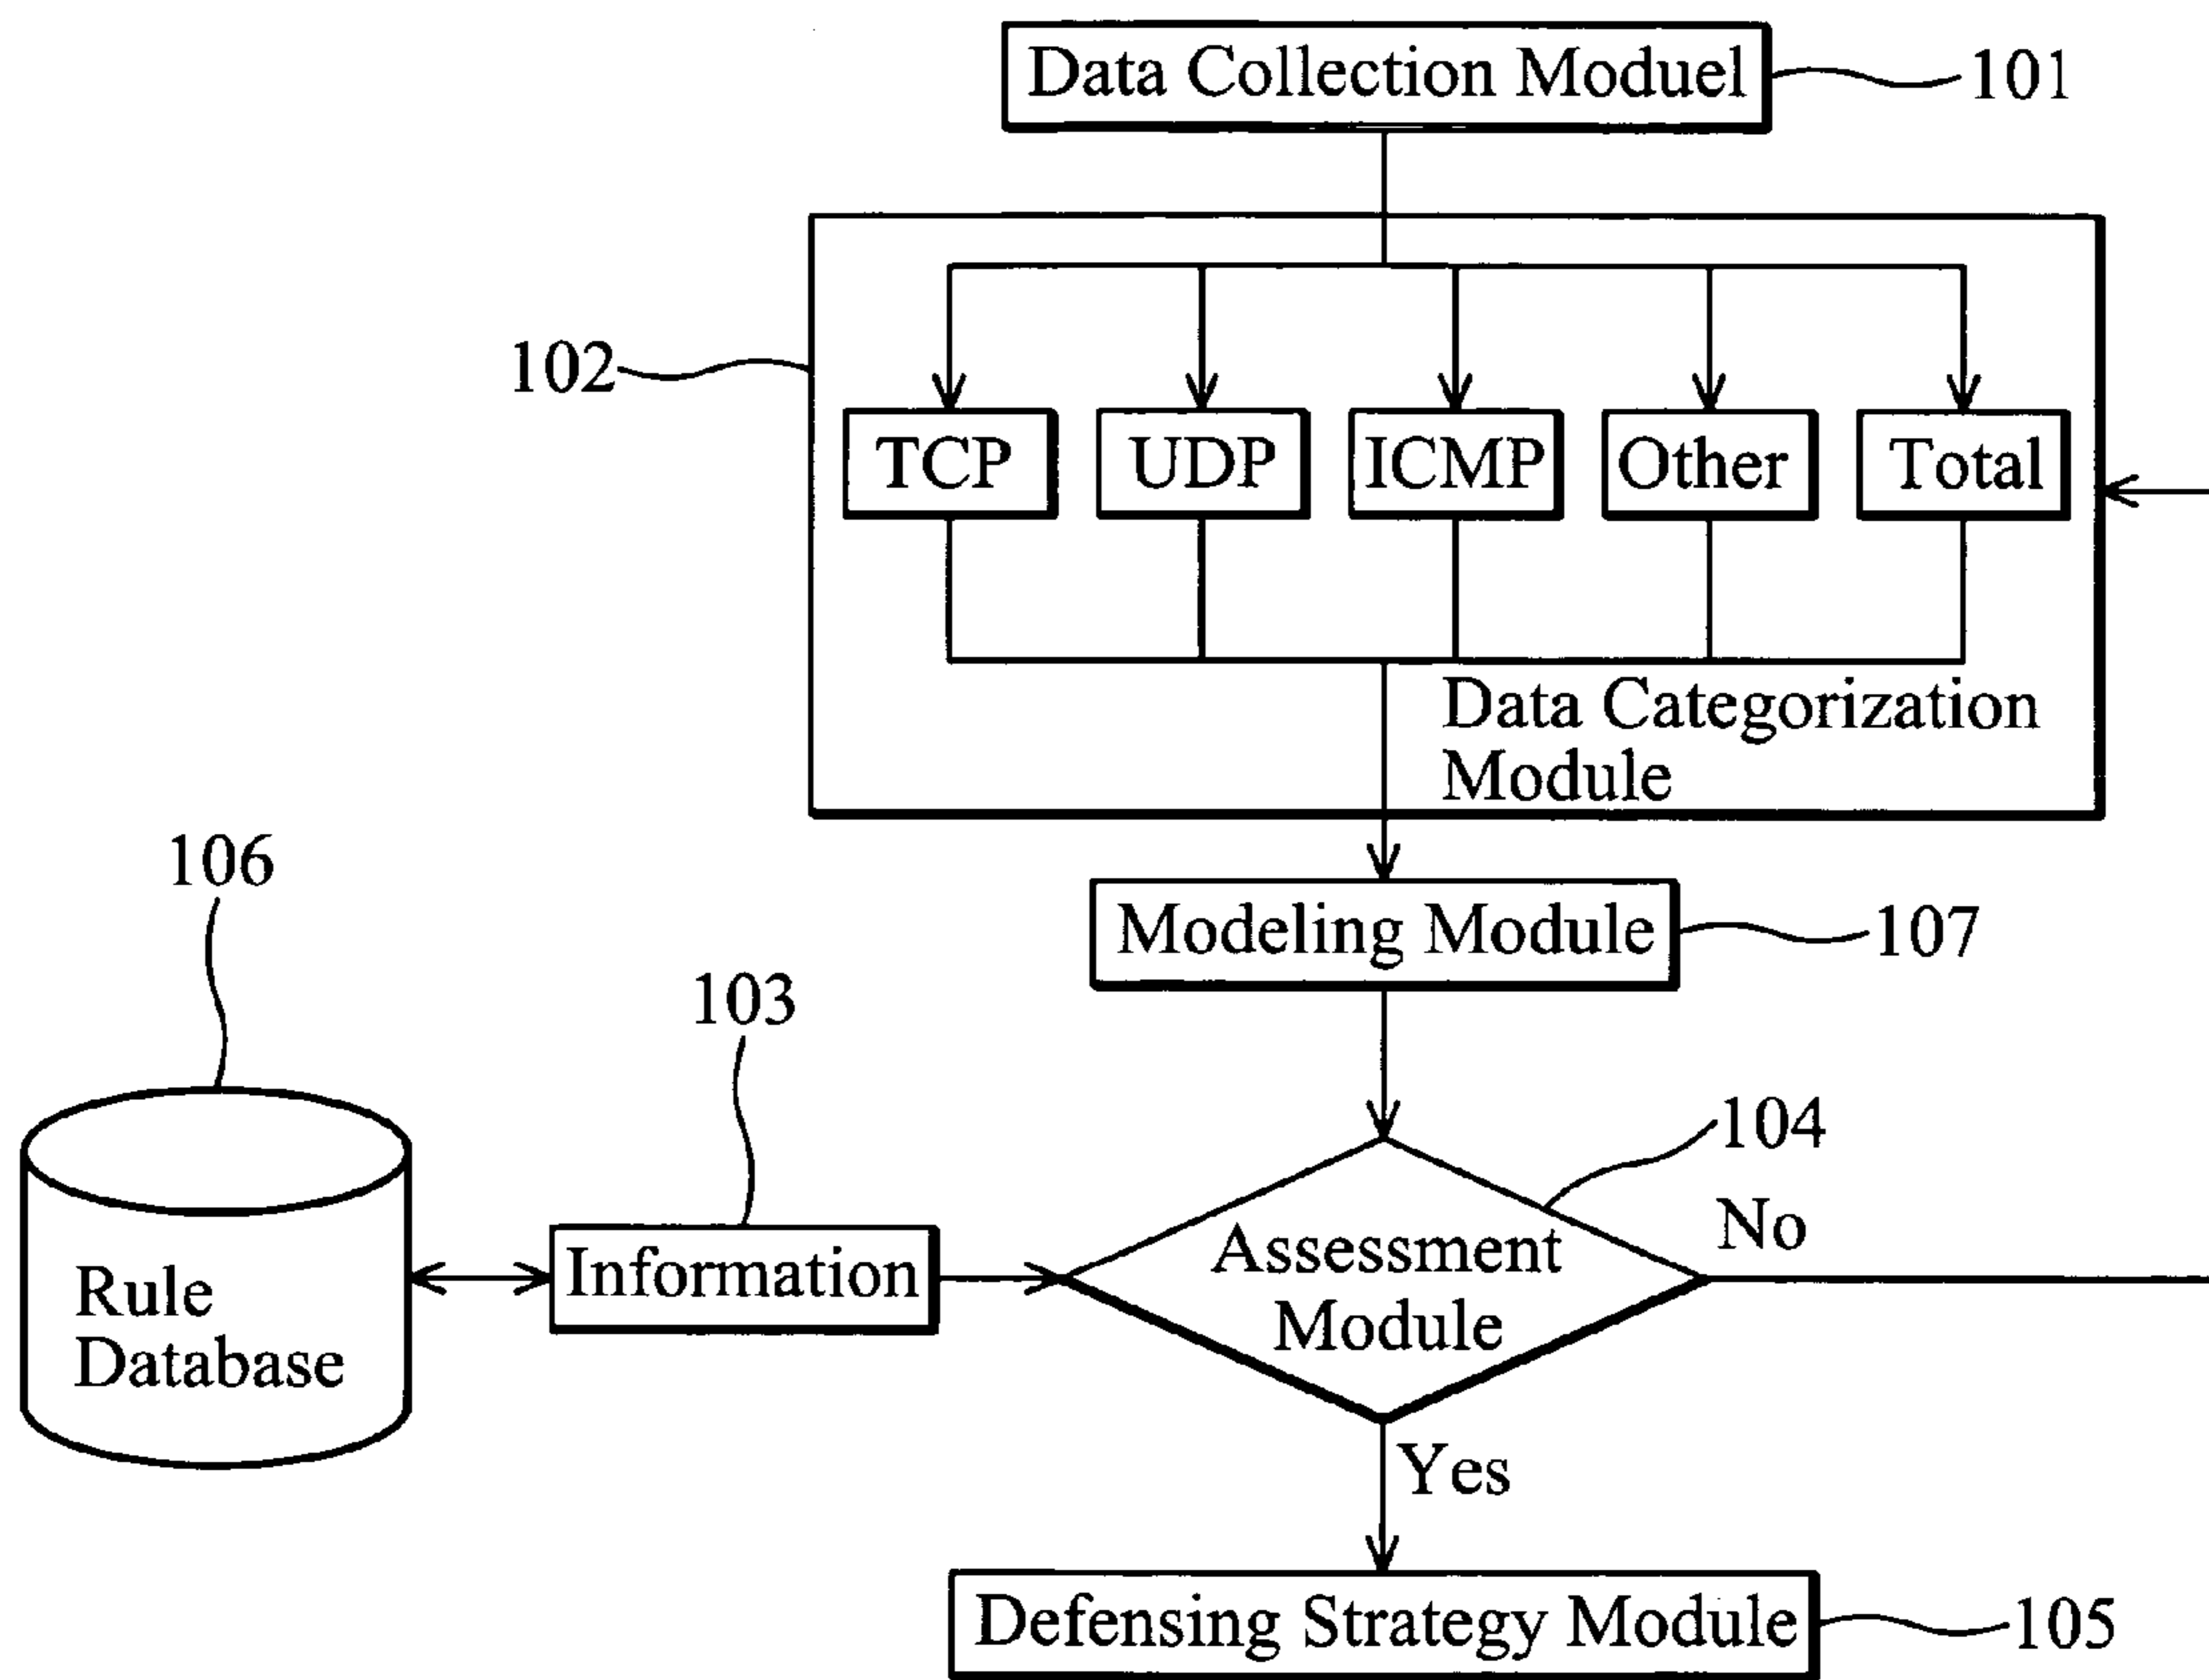 Data Collection Moduel
101
102
TCP
UDP
ICMP
Other
Total
Data Categorization
Module
106
Modeling Module
107
103
104
No
Rule
Database
Information
Assessment
Module
Yes
Defensing Strategy Module
105